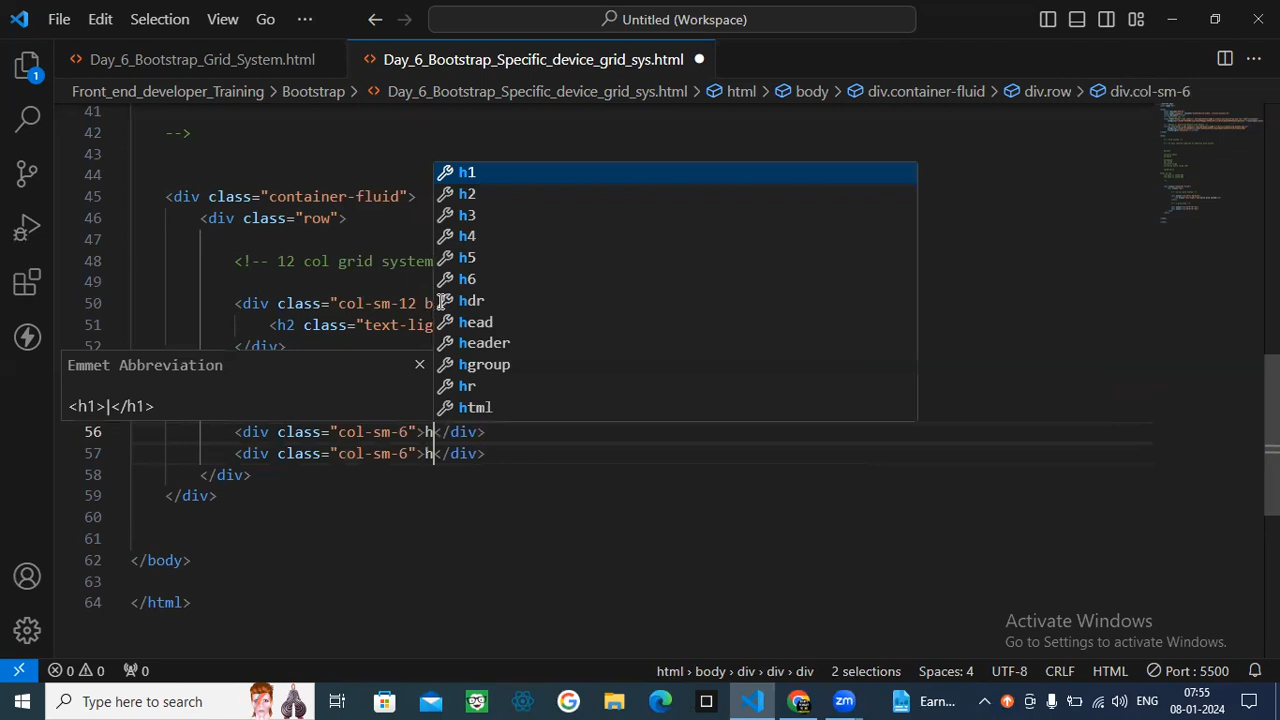 File Edit Selection View Go ··· Untitled (Workspace)
Day_6_Bootstrap_Grid_System.html Day_6_Bootstrap_Specific_device_grid_sys.html
Front_end_developer_Training > Bootstrap > Day_6_Bootstrap_Specific_device_grid_sys.html > html > body > div.container-fluid > div.row > div.col-sm-6
41
42 -->
43
44
45 <div class="container-fluid">
46 <div class="row">
47
48 <!-- 12 col grid system
49
50 <div class="col-sm-12 b
51 <h2 class="text-lig
52 </div>
h1
h2
h3
h4
h5
h6
hdr
head
header
hgroup
hr
html
Emmet Abbreviation
<h1>|</h1>
56 <div class="col-sm-6">h</div>
57 <div class="col-sm-6">h</div>
58 </div>
59 </div>
60
61
62 </body>
63
64 </html>
1
Activate Windows
Go to Settings to activate Windows.
0 0 0 html › body › div › div › div 2 selections Spaces: 4 UTF-8 CRLF HTML Port : 5500
Type here to search Earn... ENG 07:55
08-01-2024